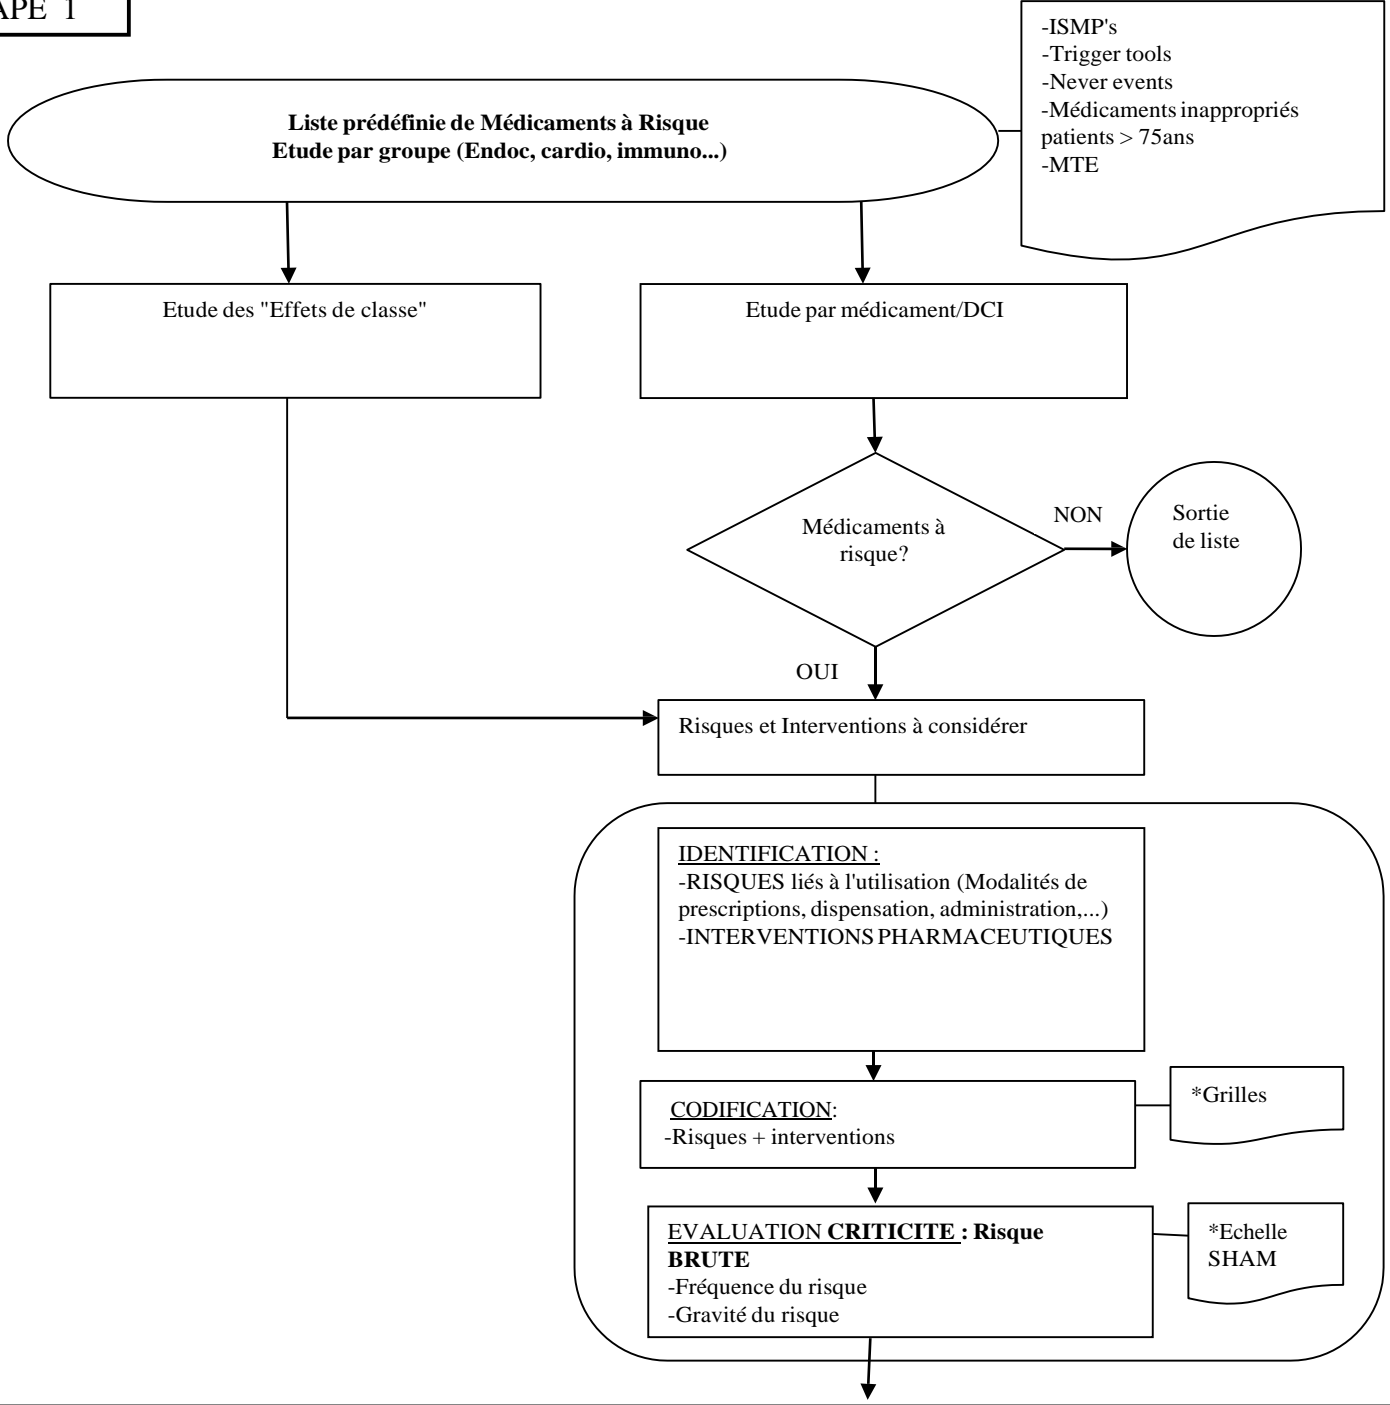 APE 1
-ISMP's
-Trigger tools
-Never events
-Médicaments inappropriés
patients > 75ans
-MTE
Liste prédéfinie de Médicaments à Risque
Etude par groupe (Endoc, cardio, immuno...)
Etude des "Effets de classe"
Etude par médicament/DCI
Médicaments à
risque?
NON
Sortie
de liste
OUI
Risques et Interventions à considérer
IDENTIFICATION :
-RISQUES liés à l'utilisation (Modalités de
prescriptions, dispensation, administration,...)
-INTERVENTIONS PHARMACEUTIQUES
CODIFICATION:
-Risques + interventions
*Grilles
EVALUATION CRITICITE : Risque
BRUTE
-Fréquence du risque
-Gravité du risque
*Echelle
SHAM